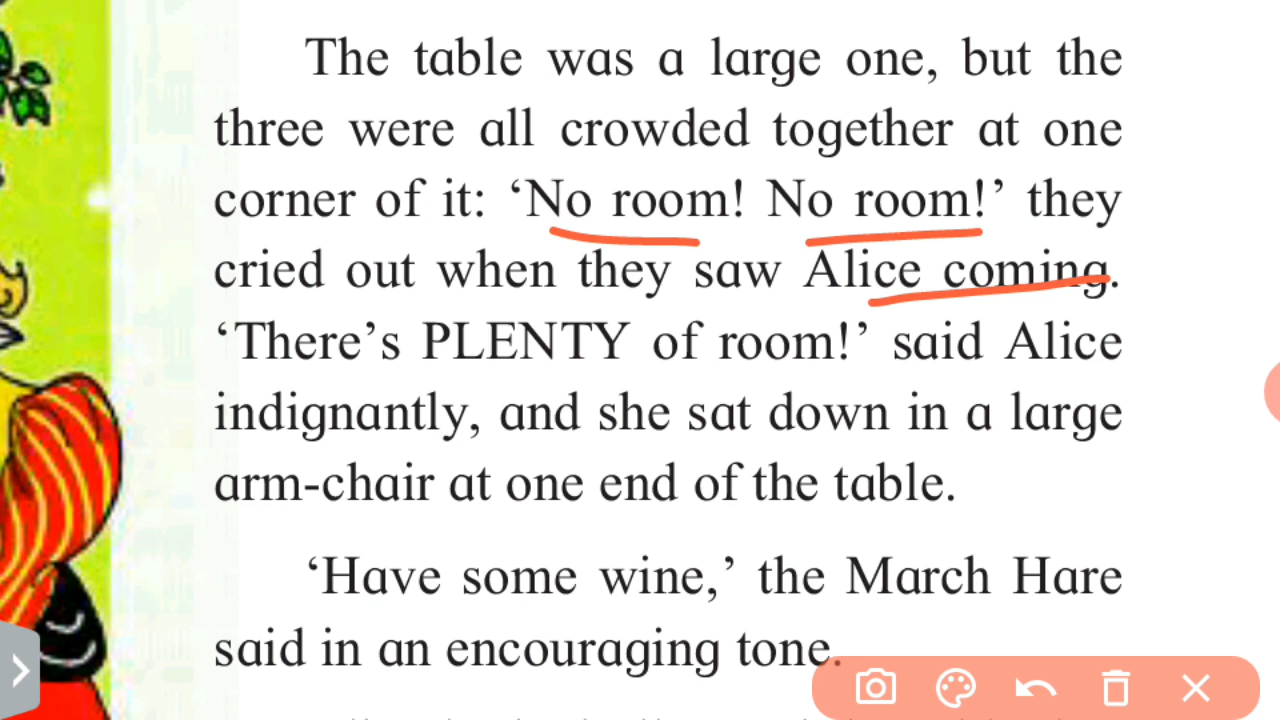 The table was a large one, but the
three were all crowded together at one
corner of it: ‘No room! No room!’ they
cried out when they saw Alice coming.
‘There’s PLENTY of room!’ said Alice
indignantly, and she sat down in a large
arm-chair at one end of the table.
‘Have some wine,’ the March Hare
said in an encouraging tone.